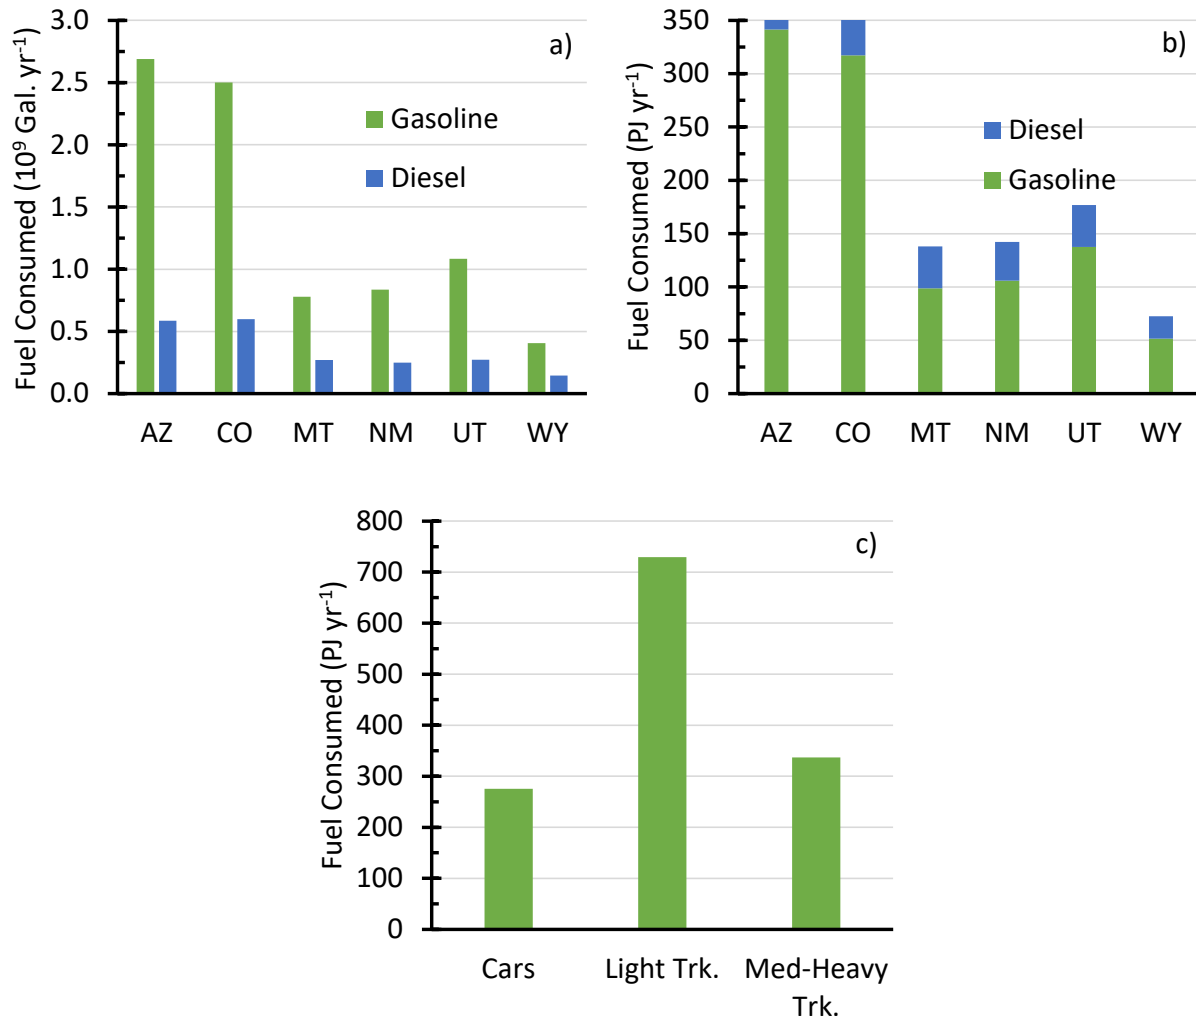 a)
Fuel Consumed (10⁹ Gal. yr⁻¹)
3.0
2.5
2.0
1.5
1.0
0.5
0.0
Gasoline
Diesel
AZ CO MT NM UT WY
b)
Fuel Consumed (PJ yr⁻¹)
350
300
250
200
150
100
50
0
Diesel
Gasoline
AZ CO MT NM UT WY
c)
Fuel Consumed (PJ yr⁻¹)
800
700
600
500
400
300
200
100
0
Cars Light Trk. Med-Heavy
Trk.